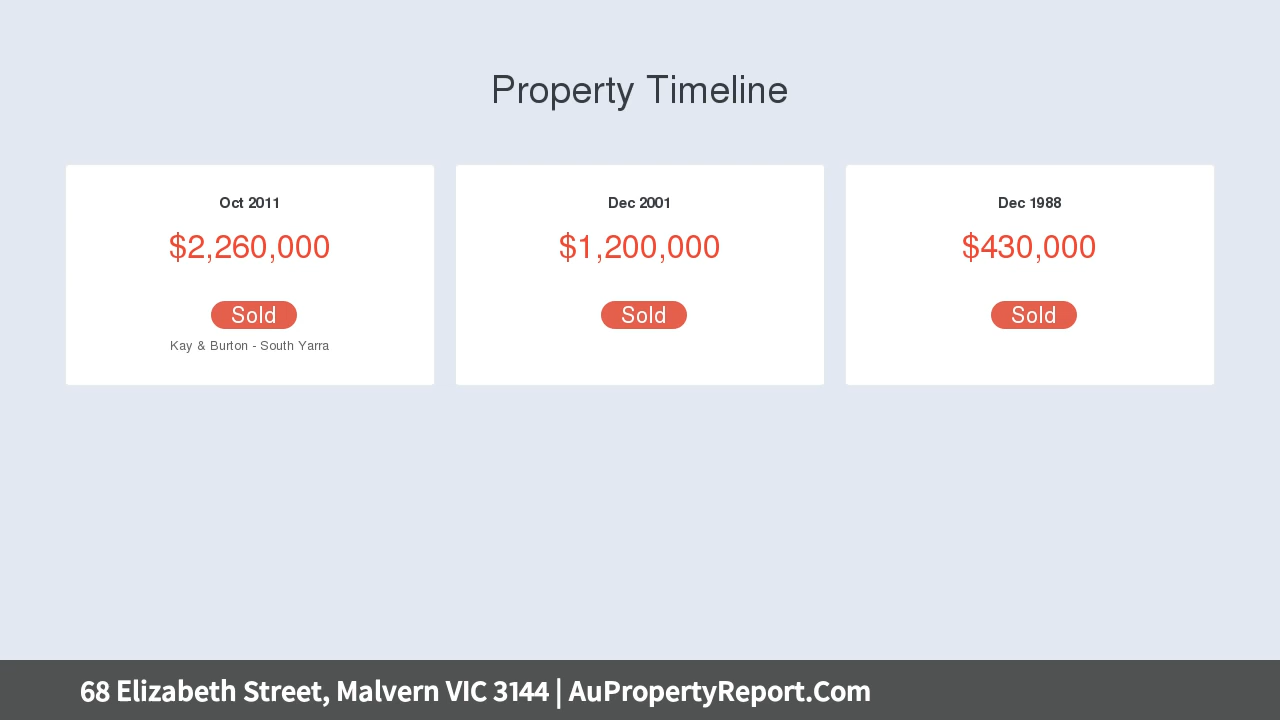 Property Timeline
Oct 2011
$2,260,000
Sold
Kay & Burton - South Yarra
Dec 2001
$1,200,000
Sold
Dec 1988
$430,000
Sold
68 Elizabeth Street, Malvern VIC 3144 | AuPropertyReport.Com